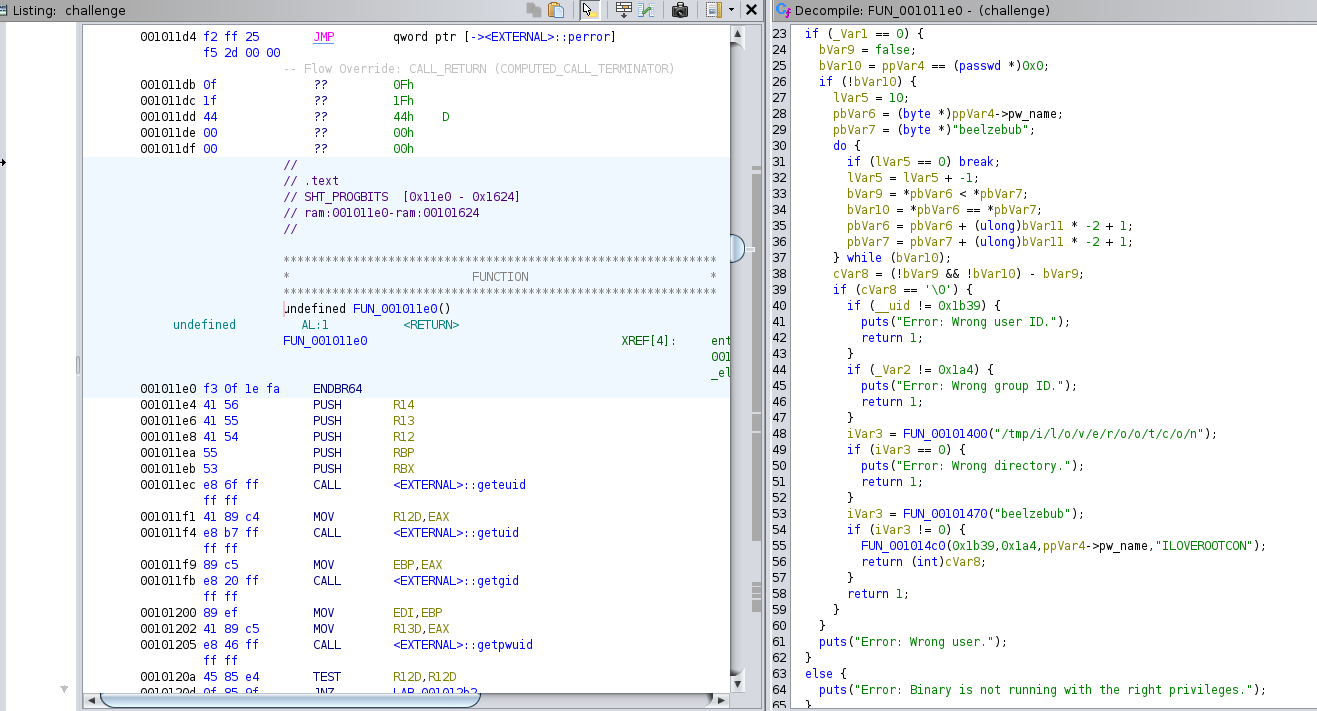 Listing: challenge
001011d4 f2 ff 25 JMP qword ptr [-><EXTERNAL>::perror]
f5 2d 00 00
-- Flow Override: CALL_RETURN (COMPUTED_CALL_TERMINATOR)
001011db 0f ?? 0Fh
001011dc 1f ?? 1Fh
001011dd 44 ?? 44h D
001011de 00 ?? 00h
001011df 00 ?? 00h
//
// .text
// SHT_PROGBITS [0x11e0 - 0x1624]
// ram:001011e0-ram:00101624
//
*************************************************************
* FUNCTION *
*************************************************************
undefined FUN_001011e0()
undefined AL:1 <RETURN>
FUN_001011e0 XREF[4]: ent
001
_el
001011e0 f3 0f 1e fa ENDBR64
001011e4 41 56 PUSH R14
001011e6 41 55 PUSH R13
001011e8 41 54 PUSH R12
001011ea 55 PUSH RBP
001011eb 53 PUSH RBX
001011ec e8 6f ff CALL <EXTERNAL>::geteuid
ff ff
001011f1 41 89 c4 MOV R12D,EAX
001011f4 e8 b7 ff CALL <EXTERNAL>::getuid
ff ff
001011f9 89 c5 MOV EBP,EAX
001011fb e8 20 ff CALL <EXTERNAL>::getgid
ff ff
00101200 89 ef MOV EDI,EBP
00101202 41 89 c5 MOV R13D,EAX
00101205 e8 46 ff CALL <EXTERNAL>::getpwuid
ff ff
0010120a 45 85 e4 TEST R12D,R12D
0010120d 0f 85 9f JNZ LAB_001012b2
Decompile: FUN_001011e0 - (challenge)
23 if (_Var1 == 0) {
24 bVar9 = false;
25 bVar10 = ppVar4 == (passwd *)0x0;
26 if (!bVar10) {
27 lVar5 = 10;
28 pbVar6 = (byte *)ppVar4->pw_name;
29 pbVar7 = (byte *)"beelzebub";
30 do {
31 if (lVar5 == 0) break;
32 lVar5 = lVar5 + -1;
33 bVar9 = *pbVar6 < *pbVar7;
34 bVar10 = *pbVar6 == *pbVar7;
35 pbVar6 = pbVar6 + (ulong)bVar11 * -2 + 1;
36 pbVar7 = pbVar7 + (ulong)bVar11 * -2 + 1;
37 } while (bVar10);
38 cVar8 = (!bVar9 && !bVar10) - bVar9;
39 if (cVar8 == '\0') {
40 if (__uid != 0x1b39) {
41 puts("Error: Wrong user ID.");
42 return 1;
43 }
44 if (_Var2 != 0x1a4) {
45 puts("Error: Wrong group ID.");
46 return 1;
47 }
48 iVar3 = FUN_00101400("/tmp/i/l/o/v/e/r/o/o/t/c/o/n");
49 if (iVar3 == 0) {
50 puts("Error: Wrong directory.");
51 return 1;
52 }
53 iVar3 = FUN_00101470("beelzebub");
54 if (iVar3 != 0) {
55 FUN_001014c0(0x1b39,0x1a4,ppVar4->pw_name,"ILOVEROOTCON");
56 return (int)cVar8;
57 }
58 return 1;
59 }
60 }
61 puts("Error: Wrong user.");
62 }
63 else {
64 puts("Error: Binary is not running with the right privileges.");
65 }